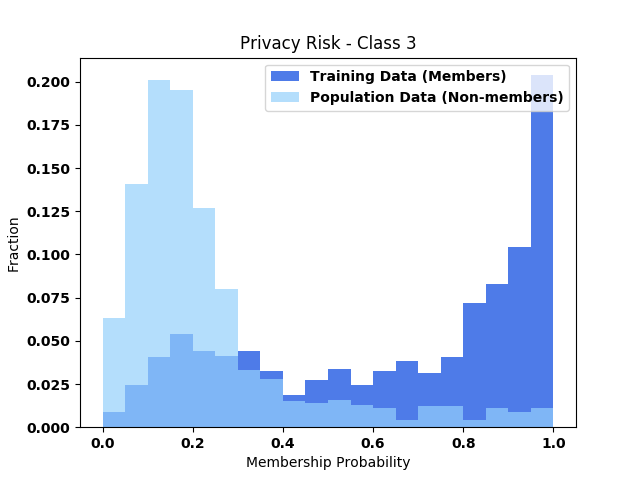 Privacy Risk - Class 3
Training Data (Members)
Population Data (Non-members)
Fraction
0.200
0.175
0.150
0.125
0.100
0.075
0.050
0.025
0.000
0.0 0.2 0.4 0.6 0.8 1.0
Membership Probability